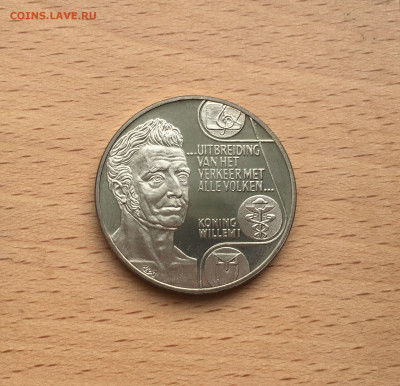 COINS.LAVE.RU
...UITBREIDING
VAN HET
VERKEER MET
ALLE VOLKEN...
KONING
WILLEM I